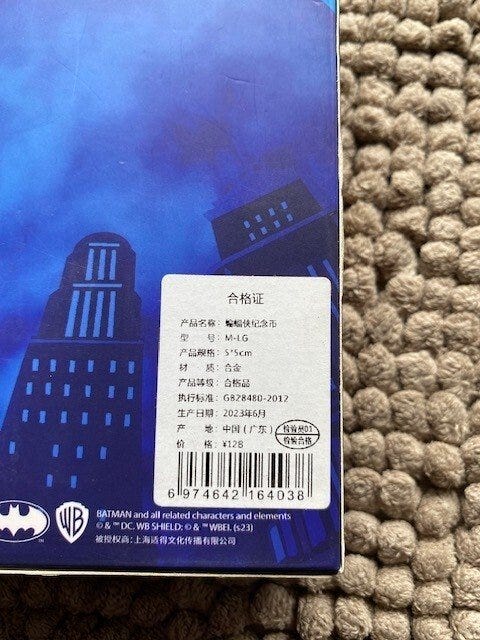 合格证
产品名称：蝙蝠侠纪念币
型 号：M-LG
产品规格：5*5cm
材 质：合金
产品等级：合格品
执行标准：GB28480-2012
生产日期：2023年6月
产 地：中国（广东）
检验员01
检验合格
价 格：¥128
6 974642 164038
WB
BATMAN and all related characters and elements
© & ™ DC. WB SHIELD: © & ™ WBEI. (s23)
被授权商：上海适得文化传播有限公司